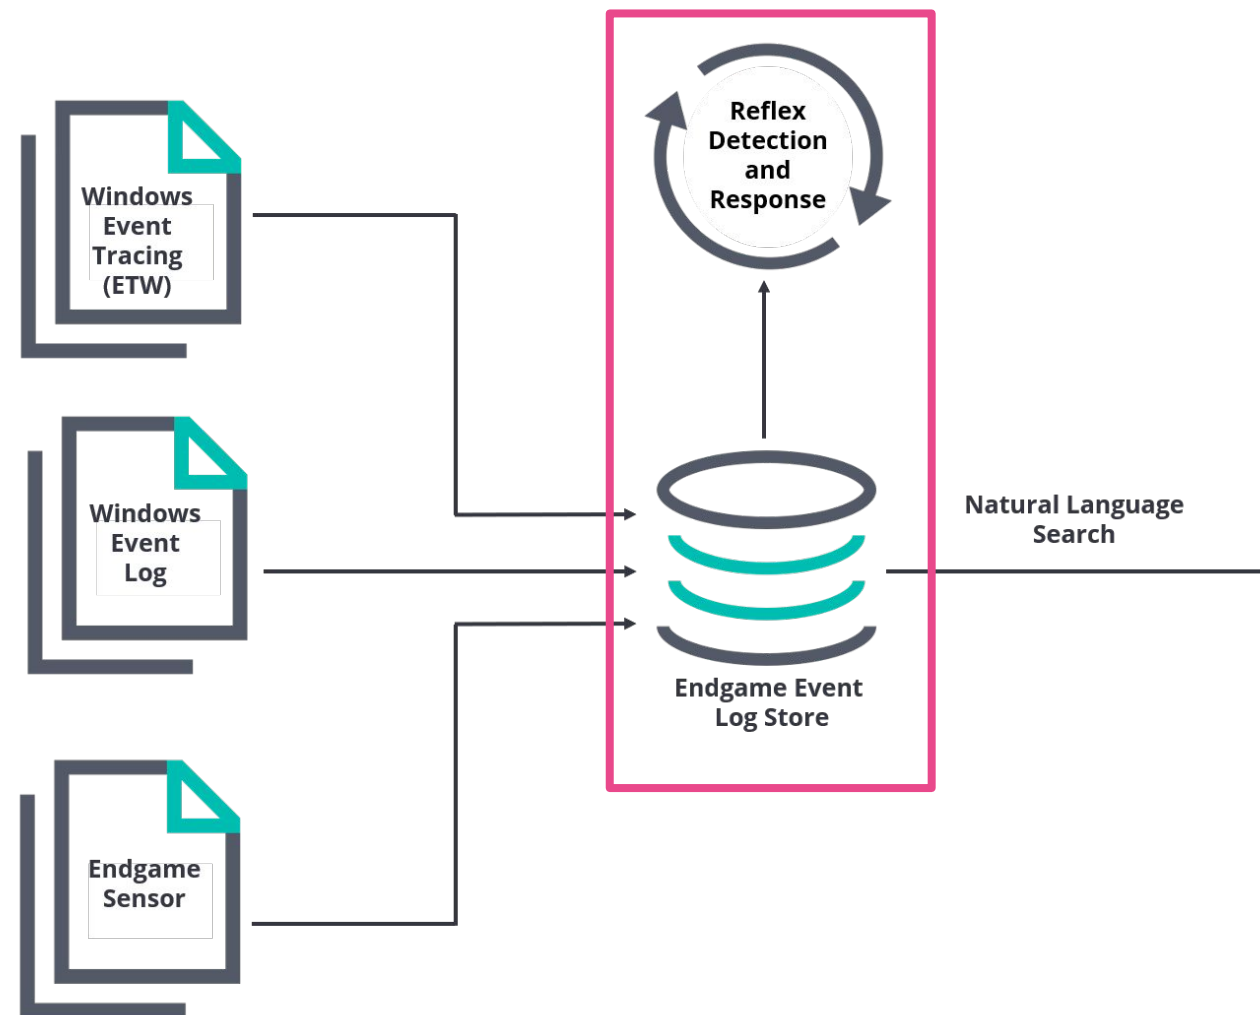 Reflex
Detection
and
Response
Windows
Event
Tracing
(ETW)
Windows
Event
Log
Natural Language
Search
Endgame Event
Log Store
Endgame
Sensor